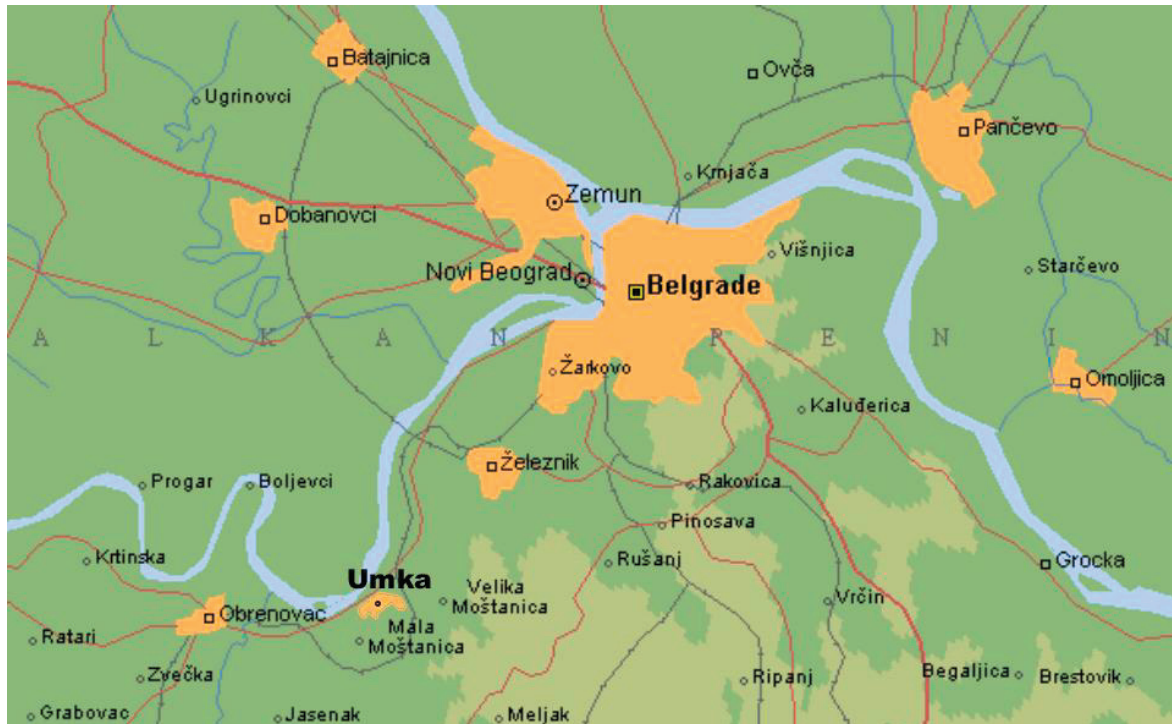 Batajnica
Ovča
Ugrinovci
Pančevo
Krnjača
Zemun
Dobanovci
Višnjica
Starčevo
Novi Beograd
Belgrade
A L K A N P E N I N
Žarkovo
Omoljica
Kaluđerica
Železnik
Progar
Boljevci
Rakovica
Pinosava
Krtinska
Rušanj
Grocka
Umka
Velika
Moštanica
Vrčin
Obrenovac
Mala
Moštanica
Ratari
Zvečka
Ripanj
Begaljica
Brestovik
Grabovac
Jasenak
Meljak